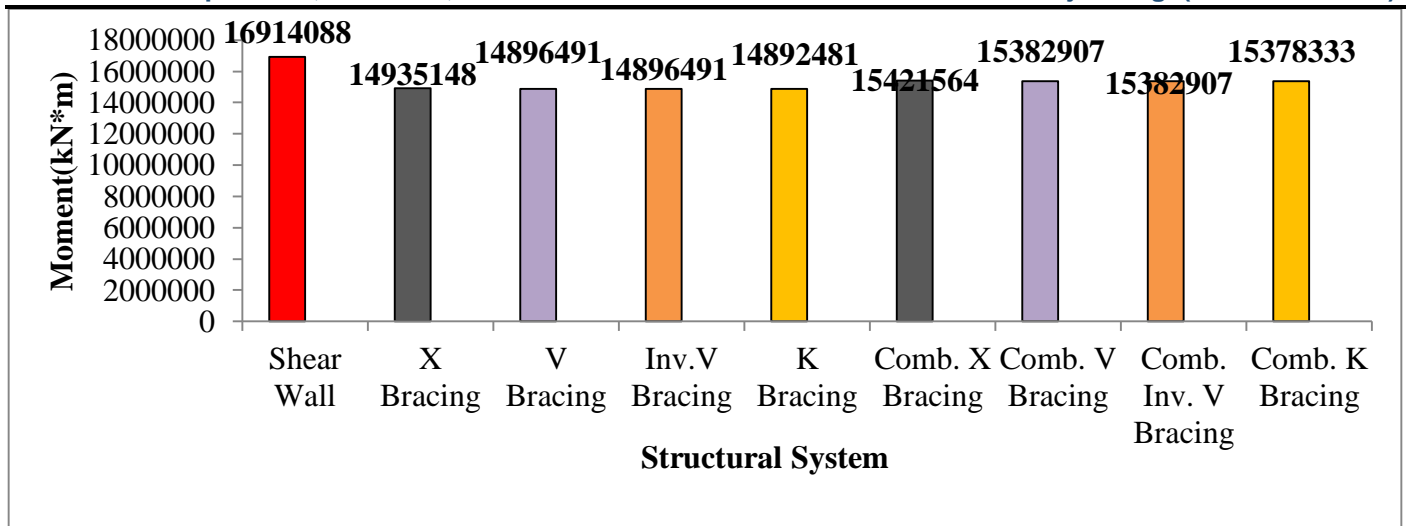 18000000
16000000
14000000
12000000
10000000
8000000
6000000
4000000
2000000
0
Moment(kN*m)
16914088
14935148
14896491
14896491
14892481
15421564
15382907
15382907
15378333
Shear
Wall
X
Bracing
V
Bracing
Inv.V
Bracing
K
Bracing
Comb. X
Bracing
Comb. V
Bracing
Comb.
Inv. V
Bracing
Comb. K
Bracing
Structural System